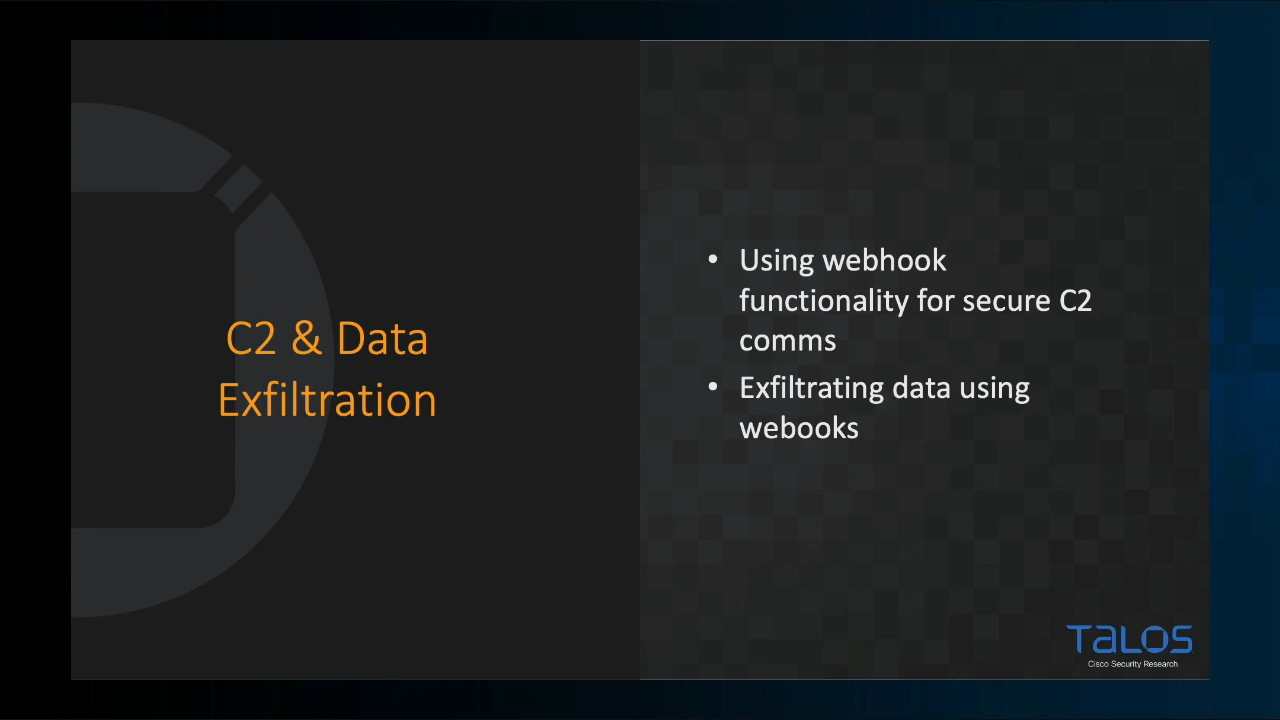 C2 & Data
Exfiltration
• Using webhook
functionality for secure C2
comms
• Exfiltrating data using
webooks
TALOS
Cisco Security Research